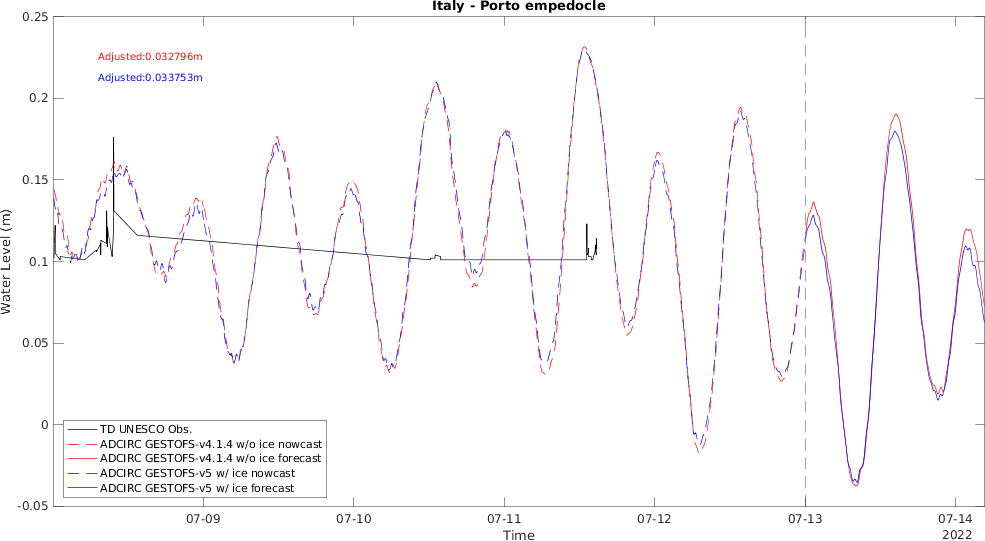 Italy - Porto empedocle
0.25
Adjusted:0.032796m
Adjusted:0.033753m
0.2
0.15
0.1
0.05
0
-0.05
Water Level (m)
TD UNESCO Obs.
ADCIRC GESTOFS-v4.1.4 w/o ice nowcast
ADCIRC GESTOFS-v4.1.4 w/o ice forecast
ADCIRC GESTOFS-v5 w/ ice nowcast
ADCIRC GESTOFS-v5 w/ ice forecast
07-09 07-10 07-11 07-12 07-13 07-14
Time
2022